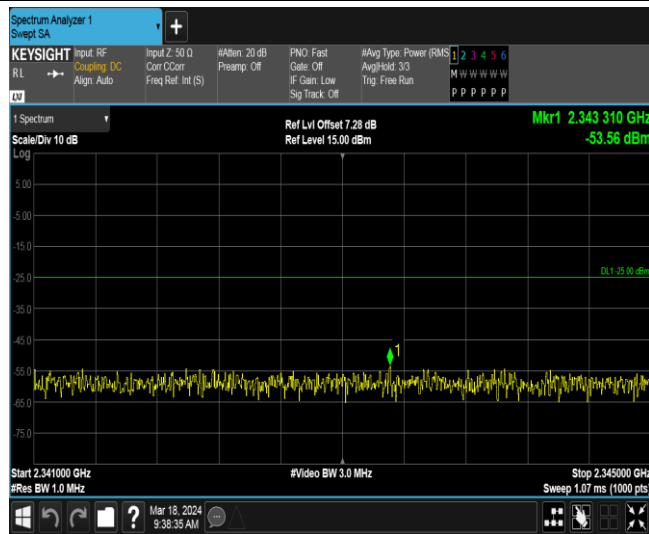 Spectrum Analyzer 1
Swept SA
+
KEYSIGHT
RL
LXI
Input: RF
Coupling: DC
Align: Auto
Input Z: 50 Ω
Corr CCorr
Freq Ref: Int (S)
#Atten: 20 dB
Preamp: Off
PNO: Fast
Gate: Off
IF Gain: Low
Sig Track: Off
#Avg Type: Power (RMS
Avg|Hold: 3/3
Trig: Free Run
1 2 3 4 5 6
M W W W W W
P P P P P P
1 Spectrum
Scale/Div 10 dB
Log
Ref Lvl Offset 7.28 dB
Ref Level 15.00 dBm
Mkr1 2.343 310 GHz
-53.56 dBm
5.00
-5.00
-15.0
-25.0
-35.0
-45.0
-55.0
-65.0
-75.0
DL1 -25.00 dBm
1
Start 2.341000 GHz
#Res BW 1.0 MHz
#Video BW 3.0 MHz
Stop 2.345000 GHz
Sweep 1.07 ms (1000 pts)
?
Mar 18, 2024
9:38:35 AM